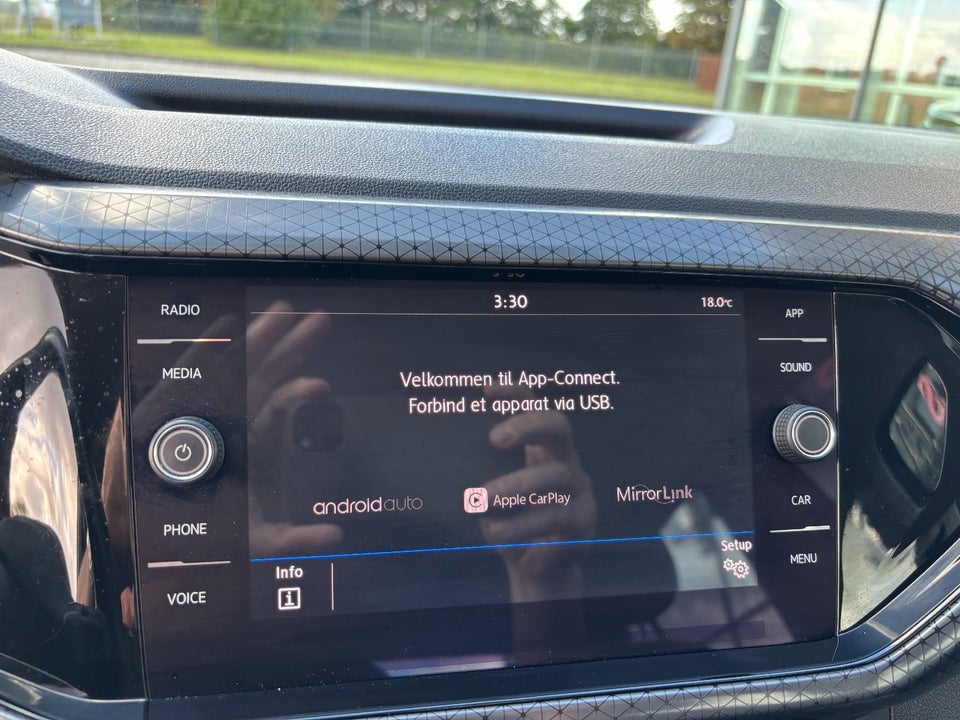 RADIO
MEDIA
PHONE
VOICE
3:30
18.0°C
Velkommen til App-Connect.
Forbind et apparat via USB.
androidauto
Apple CarPlay
MirrorLink
Info
Setup
APP
SOUND
CAR
MENU